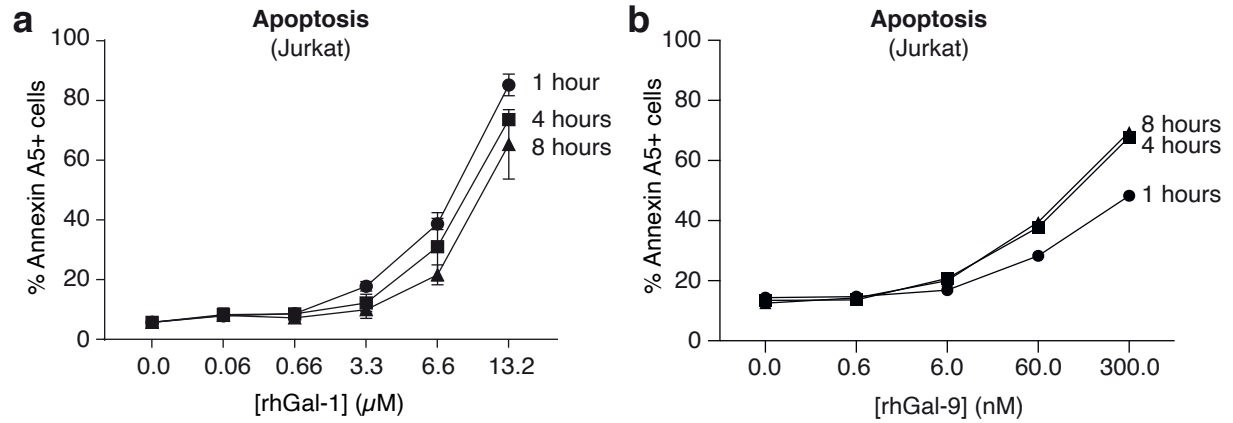 a
Apoptosis
(Jurkat)
% Annexin A5+ cells
100
80
60
40
20
0
1 hour
4 hours
8 hours
0.0 0.06 0.66 3.3 6.6 13.2
[rhGal-1] (µM)
b
Apoptosis
(Jurkat)
% Annexin A5+ cells
100
80
60
40
20
0
8 hours
4 hours
1 hours
0.0 0.6 6.0 60.0 300.0
[rhGal-9] (nM)